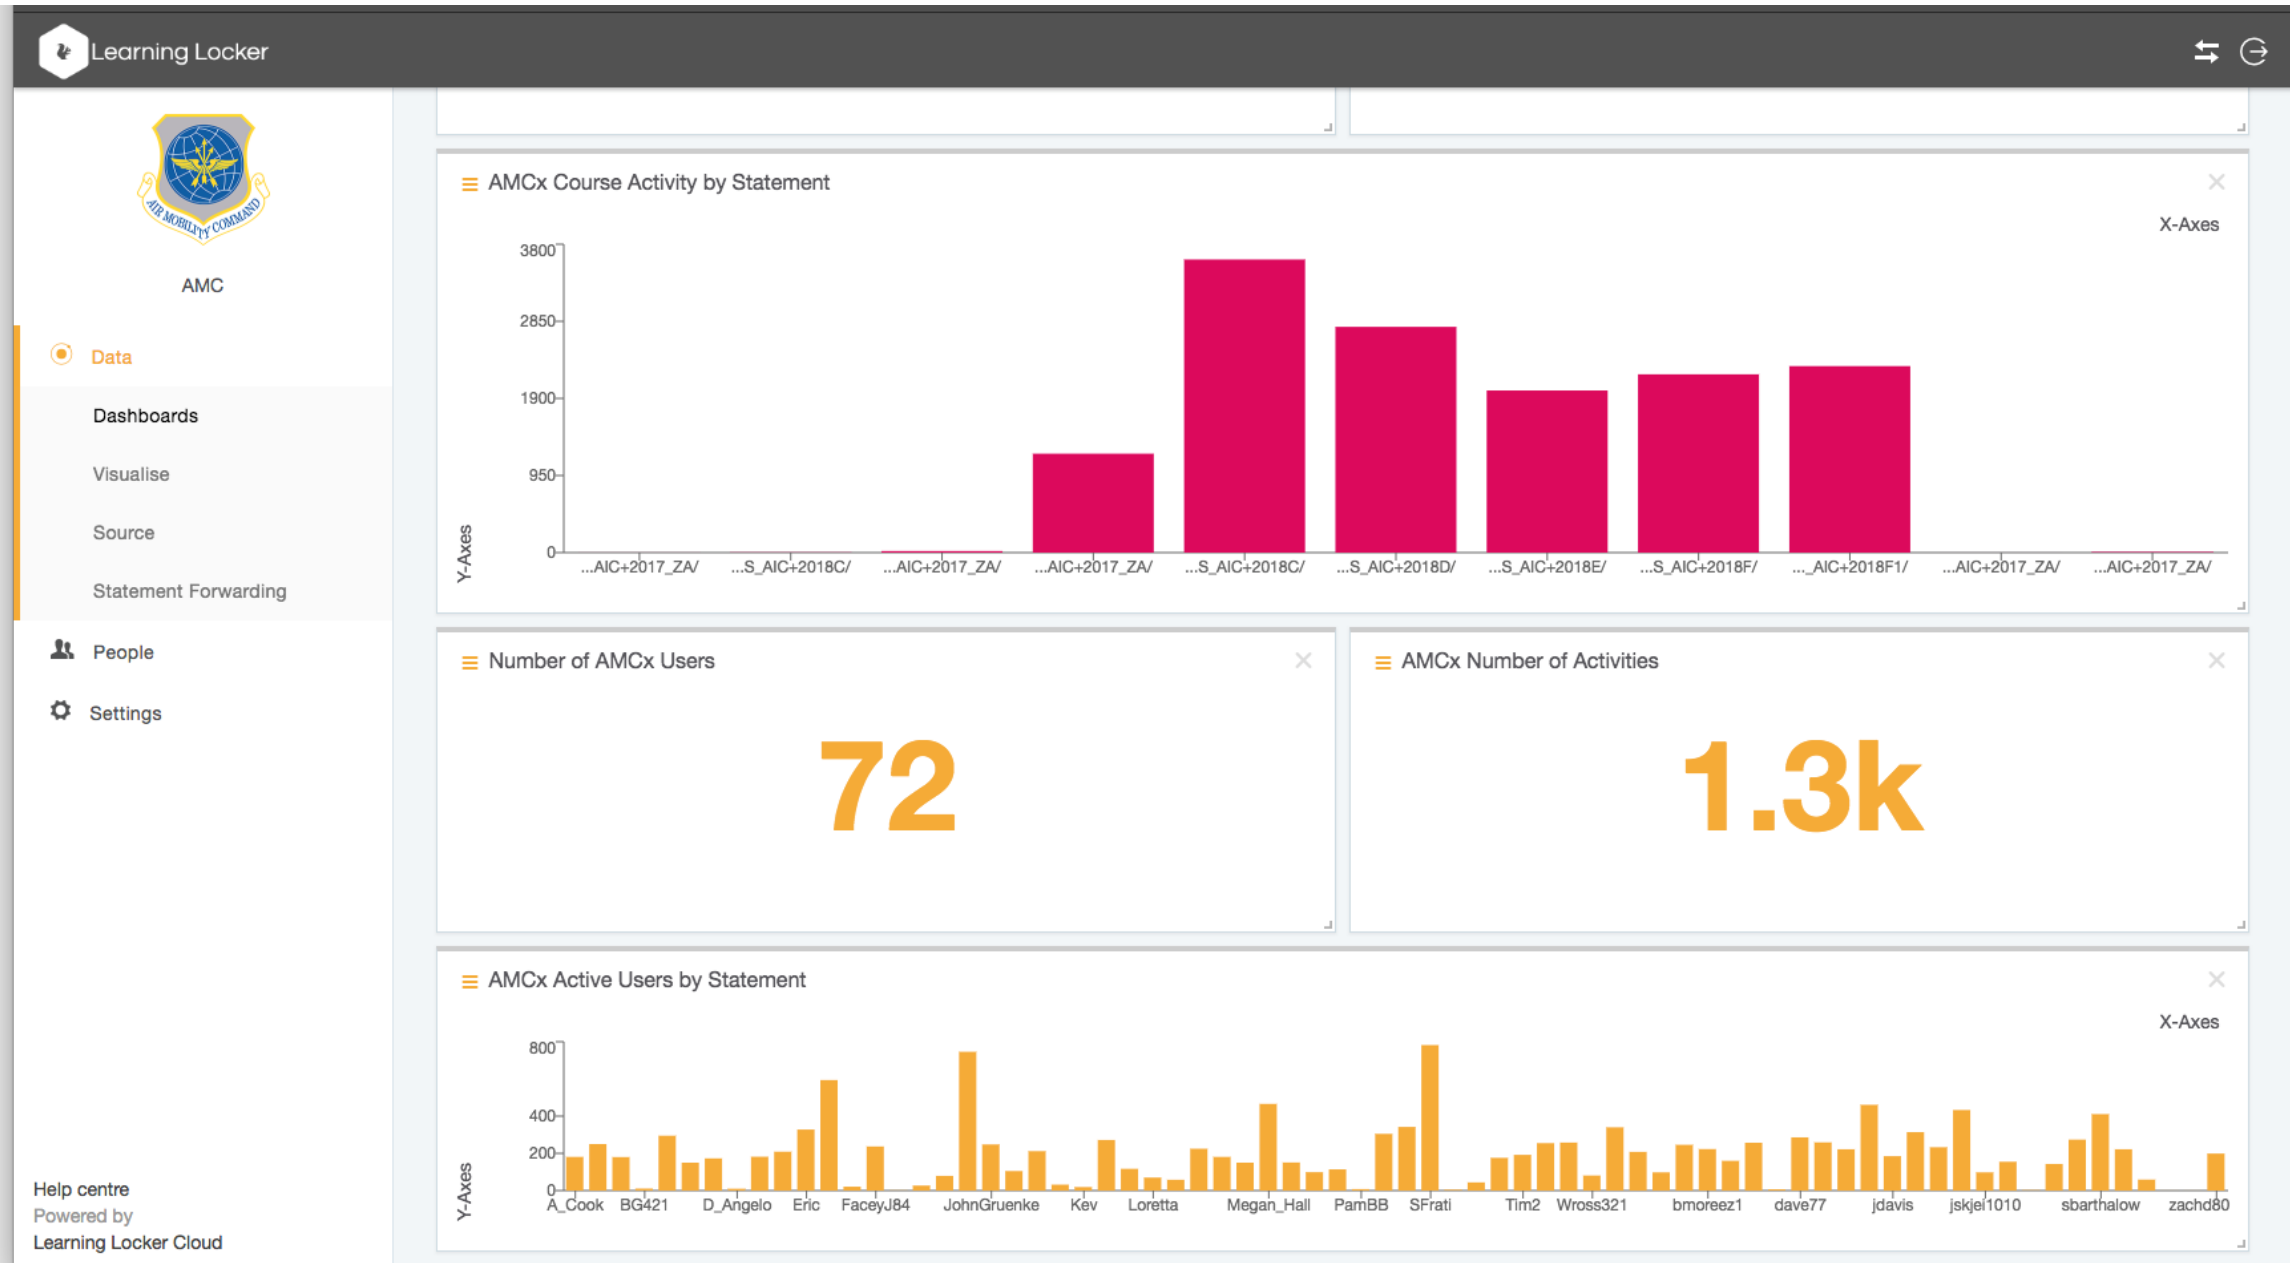 Learning Locker
AIR MOBILITY COMMAND
AMC
Data
Dashboards
Visualise
Source
Statement Forwarding
People
Settings
Help centre
Powered by
Learning Locker Cloud
AMCx Course Activity by Statement
X-Axes
3800
2850
1900
950
0
Y-Axes
...AIC+2017_ZA/ ...S_AIC+2018C/ ...AIC+2017_ZA/ ...AIC+2017_ZA/ ...S_AIC+2018C/ ...S_AIC+2018D/ ...S_AIC+2018E/ ...S_AIC+2018F/ ..._AIC+2018F1/ ...AIC+2017_ZA/ ...AIC+2017_ZA/
Number of AMCx Users
72
AMCx Number of Activities
1.3k
AMCx Active Users by Statement
X-Axes
800
400
200
0
Y-Axes
A_Cook BG421 D_Angelo Eric FaceyJ84 JohnGruenke Kev Loretta Megan_Hall PamBB SFrati Tim2 Wross321 bmoreez1 dave77 jdavis jskjei1010 sbarthalow zachd80